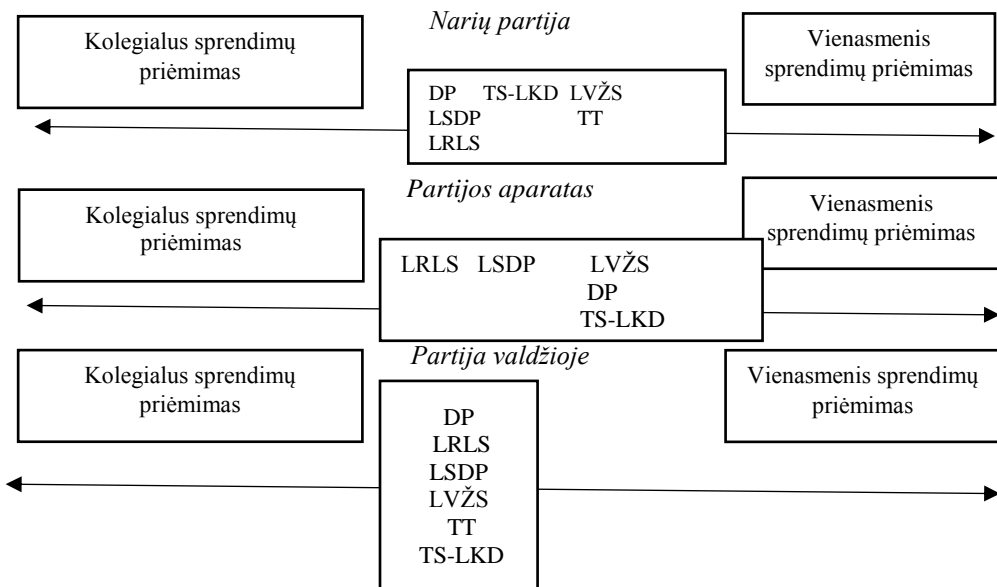 Narių partija
Kolegialus sprendimų
priėmimas
Vienasmenis
sprendimų priėmimas
DP TS-LKD LVŽS
LSDP TT
LRLS
Partijos aparatas
Kolegialus sprendimų
priėmimas
Vienasmenis
sprendimų priėmimas
LRLS LSDP LVŽS
DP
TS-LKD
Partija valdžioje
Kolegialus sprendimų
priėmimas
Vienasmenis sprendimų
priėmimas
DP
LRLS
LSDP
LVŽS
TT
TS-LKD